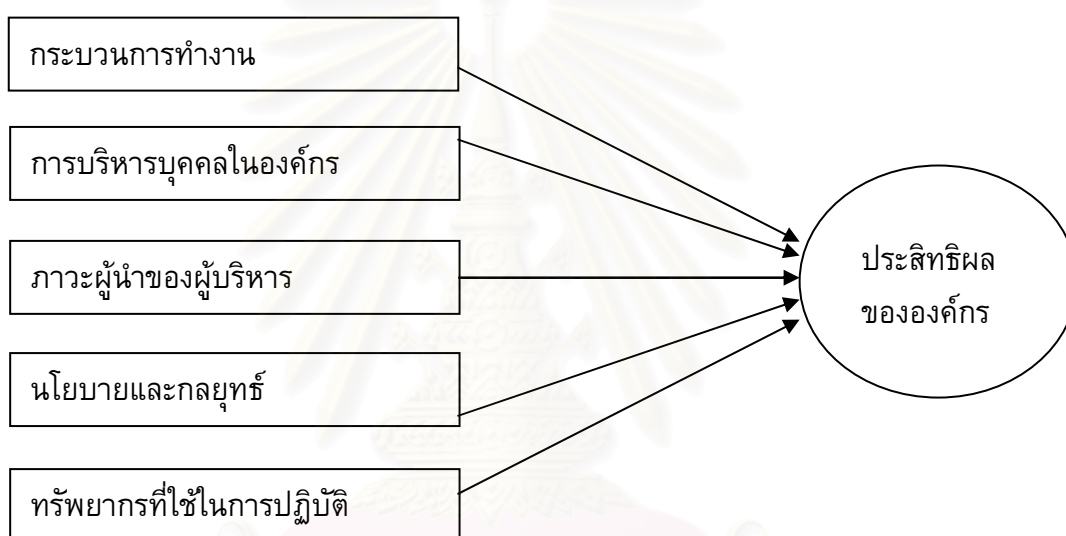 กระบวนการทำงาน
การบริหารบุคคลในองค์กร
ภาวะผู้นำของผู้บริหาร
นโยบายและกลยุทธ์
ทรัพยากรที่ใช้ในการปฏิบัติ
ประสิทธิผล
ขององค์กร